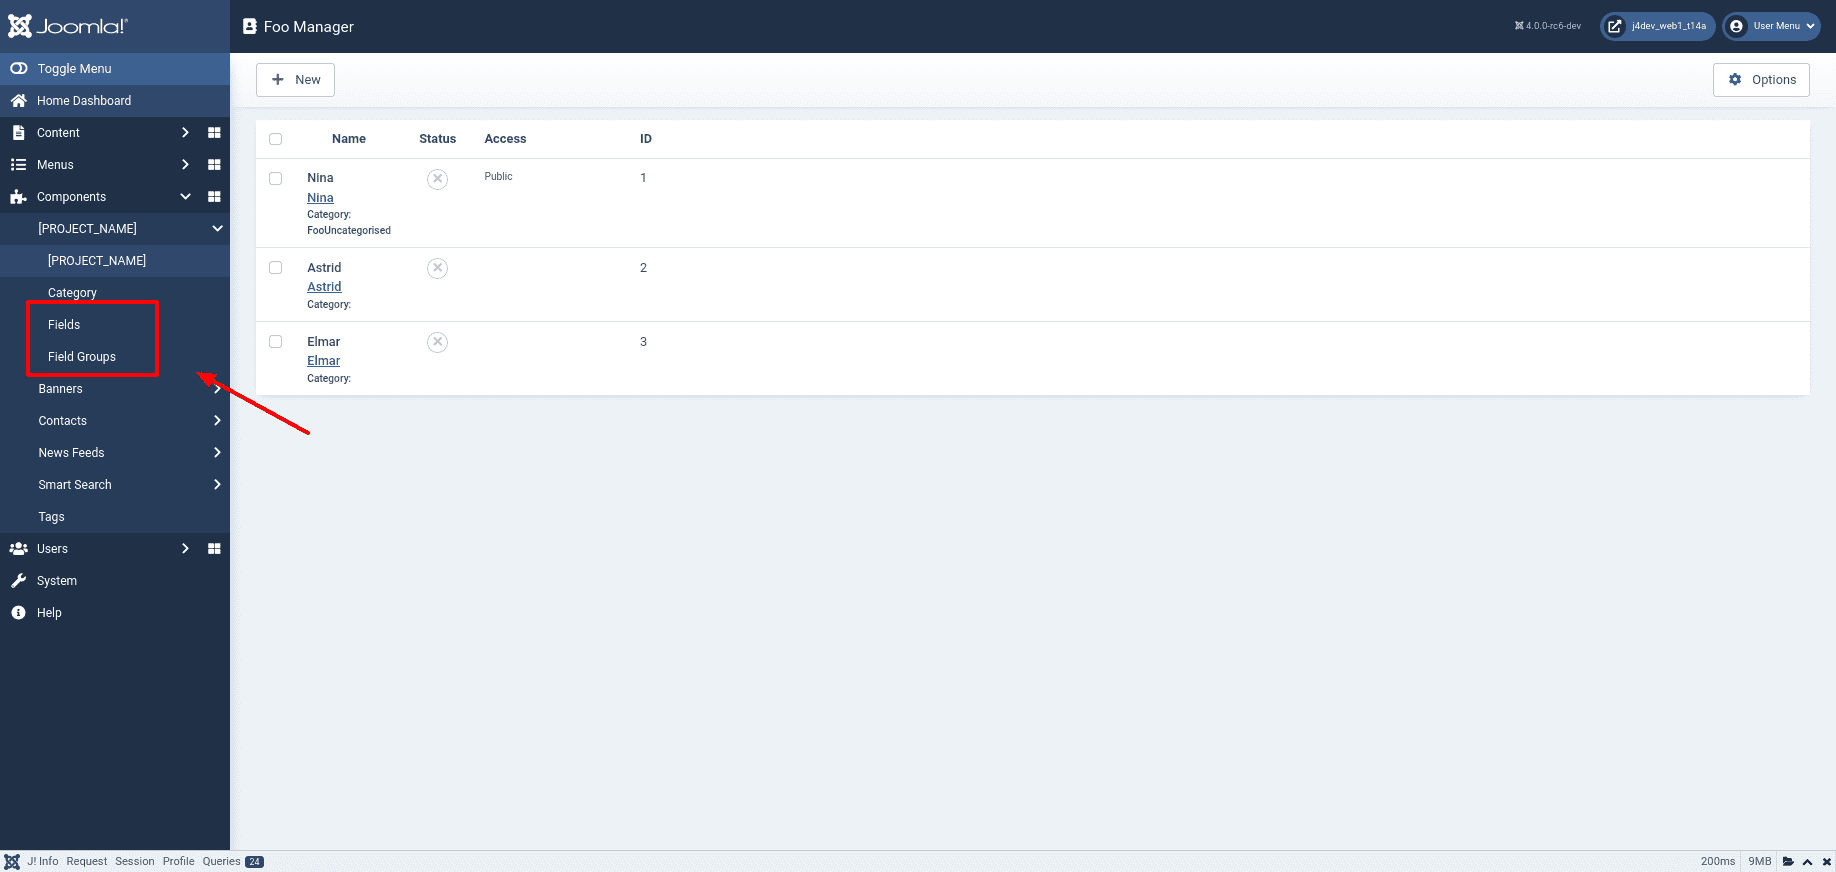 Joomla!
Foo Manager
4.0.0-rc6-dev
j4dev_web1_t14a
User Menu
Toggle Menu
Home Dashboard
Content
Menus
Components
[PROJECT_NAME]
[PROJECT_NAME]
Category
Fields
Field Groups
Banners
Contacts
News Feeds
Smart Search
Tags
Users
System
Help
New
Options
Name Status Access ID
Nina Public 1
Nina
Category:
FooUncategorised
Astrid 2
Astrid
Category:
Elmar 3
Elmar
Category:
J! Info Request Session Profile Queries 24
200ms 9MB